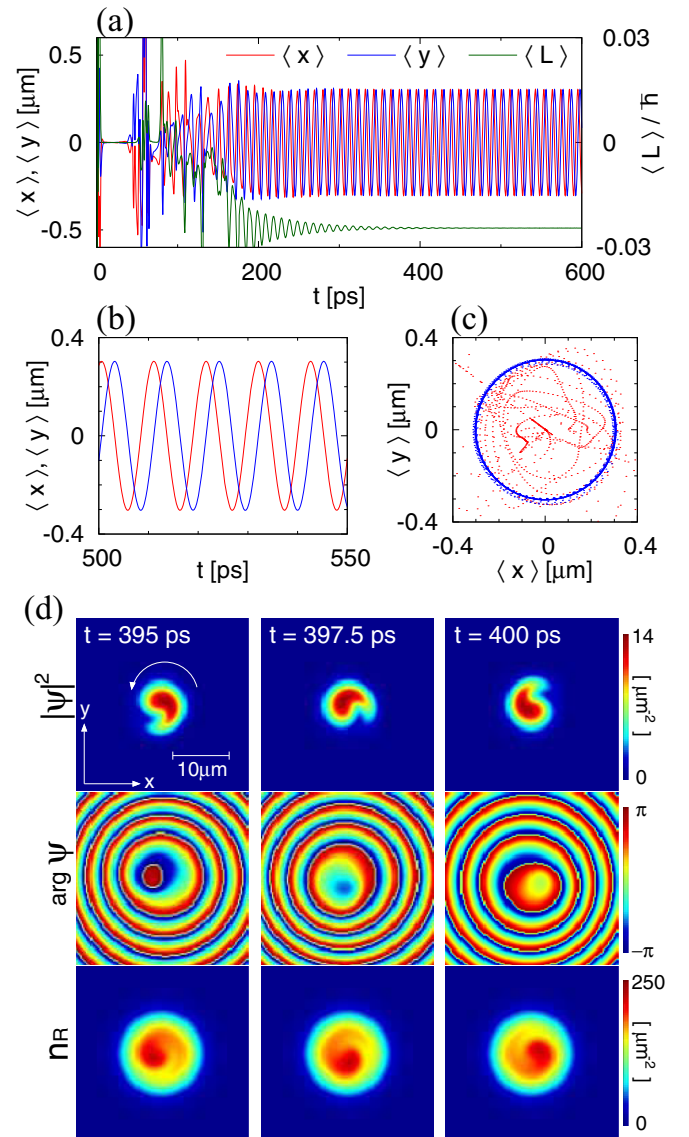 (a)
⟨ x ⟩ ⟨ y ⟩ ⟨ L ⟩
⟨ x ⟩, ⟨ y ⟩ [μm]
0.6
0
-0.5
0.03
0
-0.03
⟨ L ⟩ / ħ
0 200 400 600
t [ps]
(b)
⟨ x ⟩, ⟨ y ⟩ [μm]
0.4
0
-0.4
500 550
t [ps]
(c)
⟨ y ⟩ [μm]
0.4
0
-0.4
-0.4 0 0.4
⟨ x ⟩ [μm]
(d)
t = 395 ps t = 397.5 ps t = 400 ps
|ψ|²
y
x
10μm
14
0
[ μm⁻² ]
arg ψ
π
−π
nR
250
0
[ μm⁻² ]